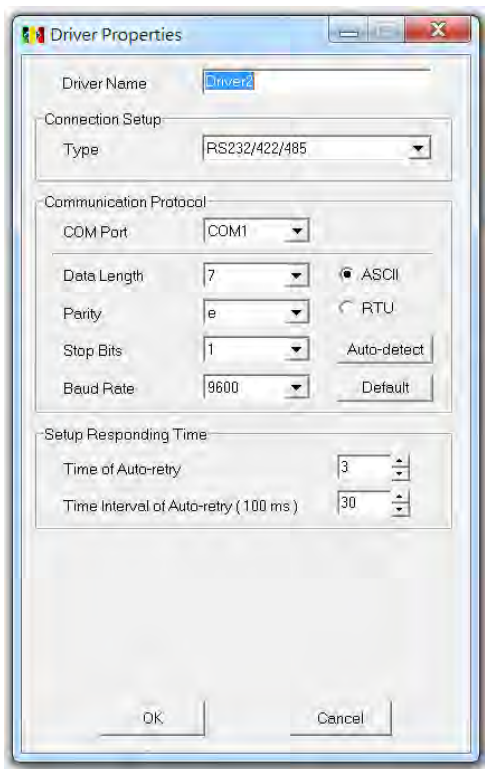 Driver Properties
Driver Name Driver2
Connection Setup
Type RS232/422/485
Communication Protocol
COM Port COM1
Data Length 7 ASCII
Parity e RTU
Stop Bits 1 Auto-detect
Baud Rate 9600 Default
Setup Responding Time
Time of Auto-retry 3
Time Interval of Auto-retry ( 100 ms ) 30
OK Cancel